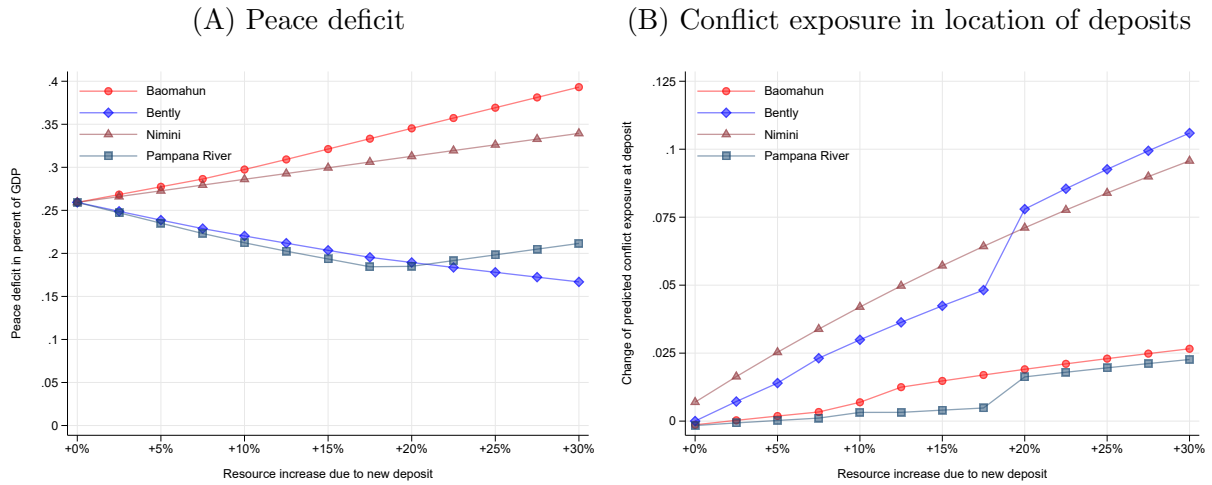 (A) Peace deficit
Peace deficit in percent of GDP
.4
.35
.3
.25
.2
.15
.1
.05
0
Baomahun
Bently
Nimini
Pampana River
+0% +5% +10% +15% +20% +25% +30%
Resource increase due to new deposit
(B) Conflict exposure in location of deposits
Change of predicted conflict exposure at deposit
.125
.1
.075
.05
.025
0
Baomahun
Bently
Nimini
Pampana River
+0% +5% +10% +15% +20% +25% +30%
Resource increase due to new deposit